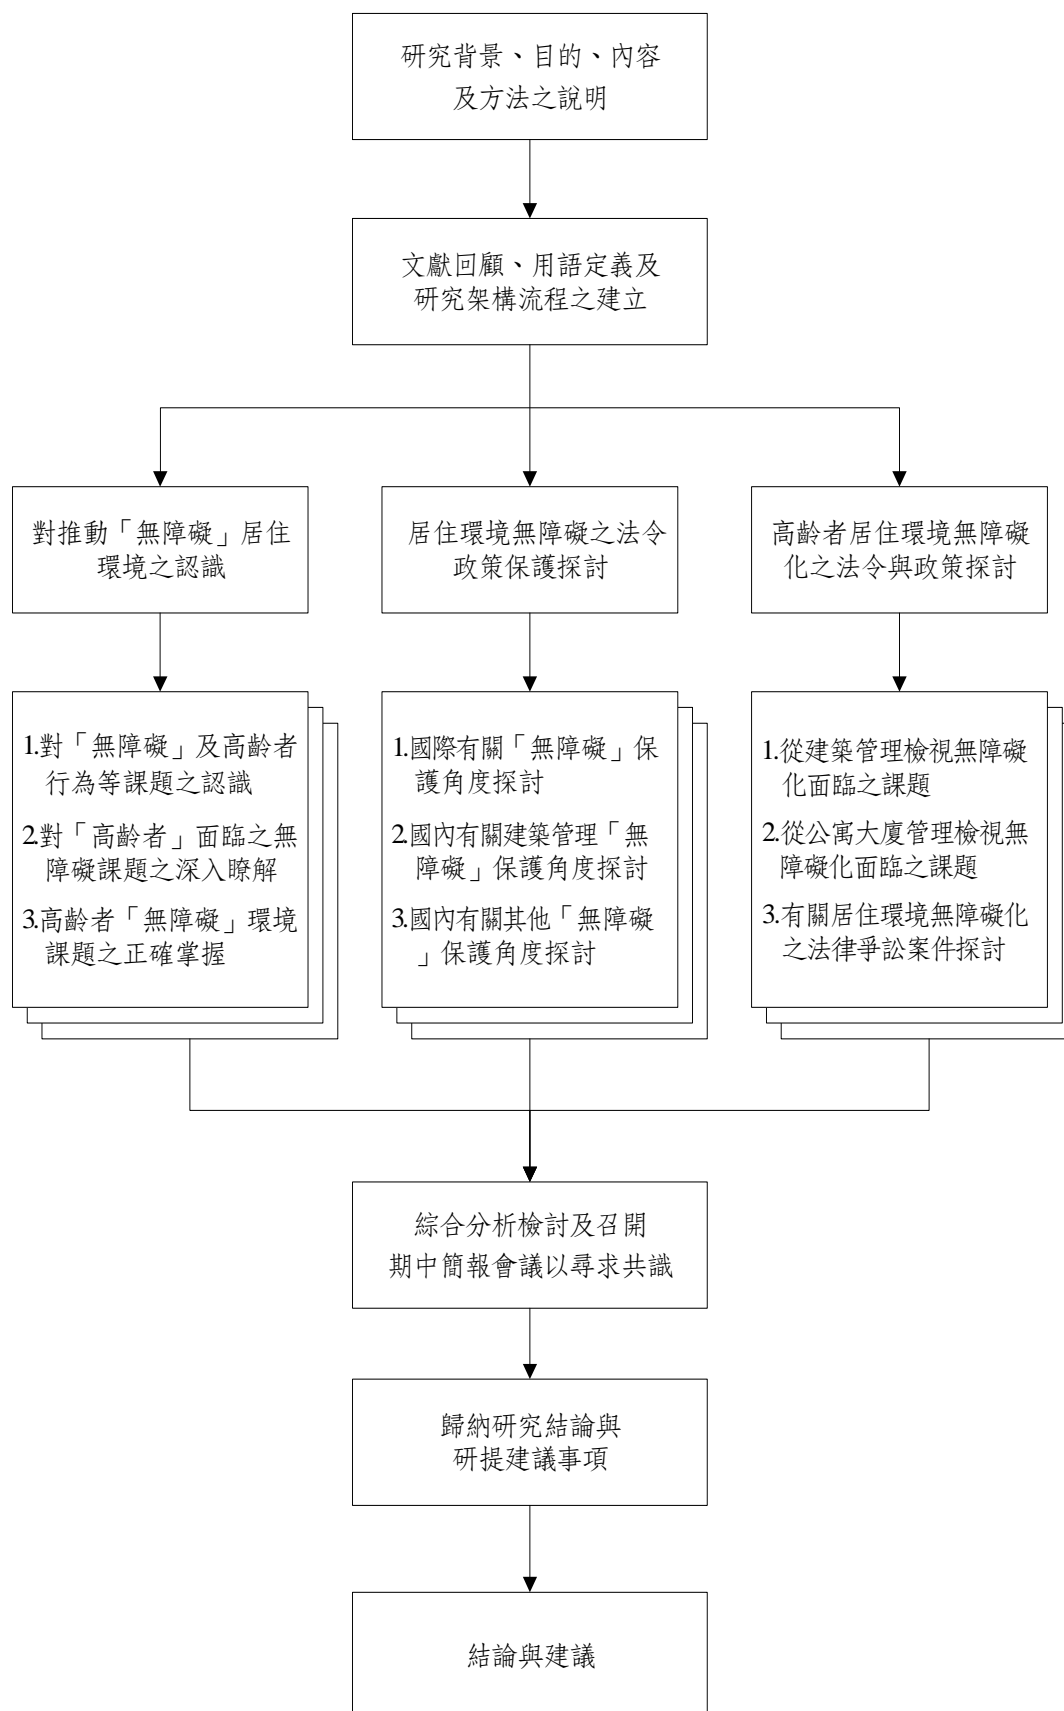 研究背景、目的、內容
及方法之說明
文獻回顧、用語定義及
研究架構流程之建立
對推動「無障礙」居住
環境之認識
居住環境無障礙之法令
政策保護探討
高齡者居住環境無障礙
化之法令與政策探討
1.對「無障礙」及高齡者
行為等課題之認識
2.對「高齡者」面臨之無
障礙課題之深入瞭解
3.高齡者「無障礙」環境
課題之正確掌握
1.國際有關「無障礙」保
護角度探討
2.國內有關建築管理「無
障礙」保護角度探討
3.國內有關其他「無障礙
」保護角度探討
1.從建築管理檢視無障礙
化面臨之課題
2.從公寓大廈管理檢視無
障礙化面臨之課題
3.有關居住環境無障礙化
之法律爭訟案件探討
綜合分析檢討及召開
期中簡報會議以尋求共識
歸納研究結論與
研提建議事項
結論與建議